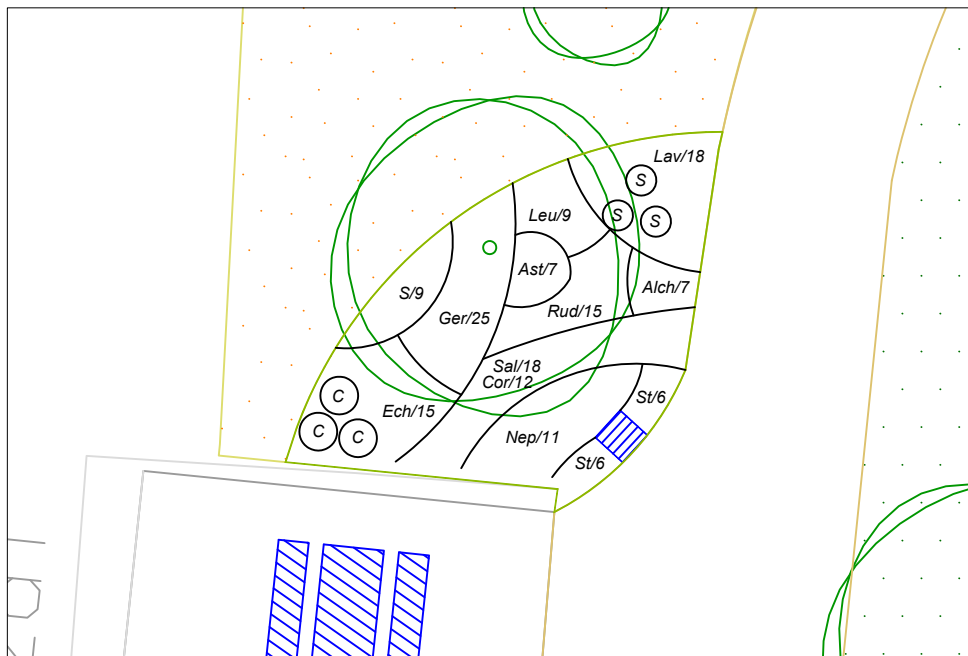 Lav/18
S
S
S
Leu/9
Ast/7
Alch/7
S/9
Ger/25
Rud/15
Sal/18
Cor/12
C
C
C
Ech/15
St/6
Nep/11
St/6